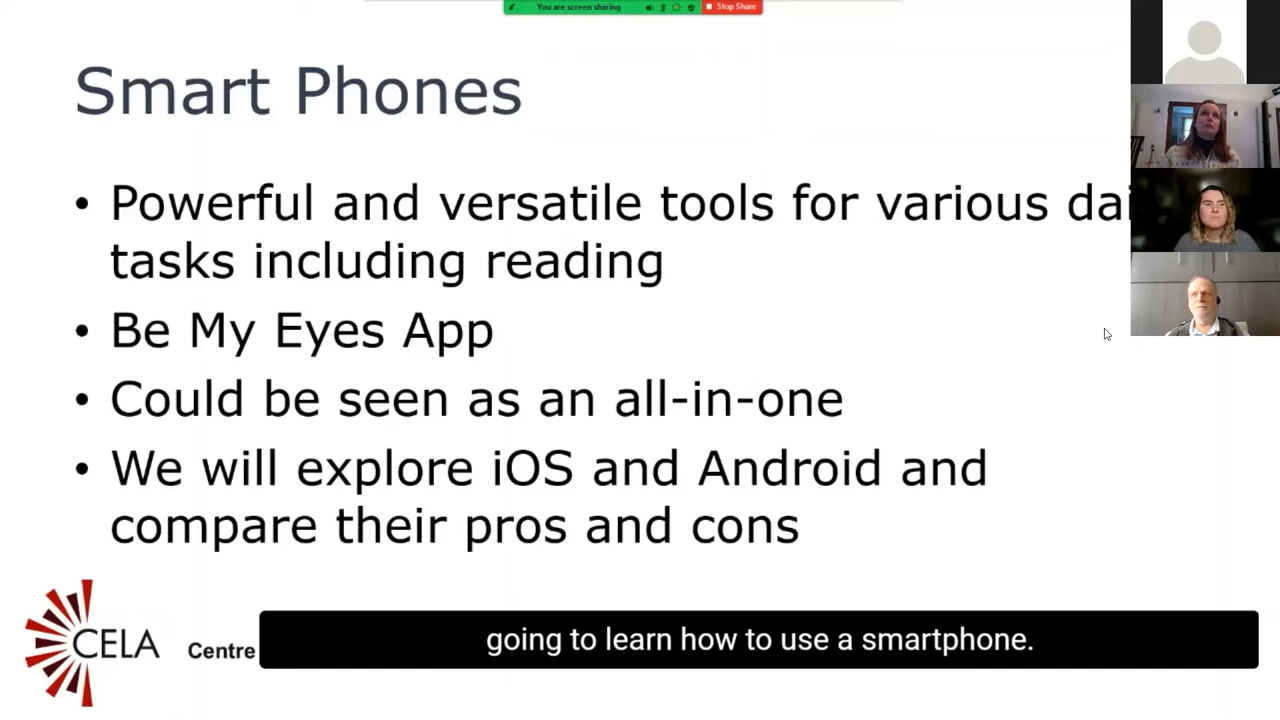 You are screen sharing
Stop Share
Smart Phones
• Powerful and versatile tools for various dai
tasks including reading
• Be My Eyes App
• Could be seen as an all-in-one
• We will explore iOS and Android and
compare their pros and cons
CELA
Centre
going to learn how to use a smartphone.